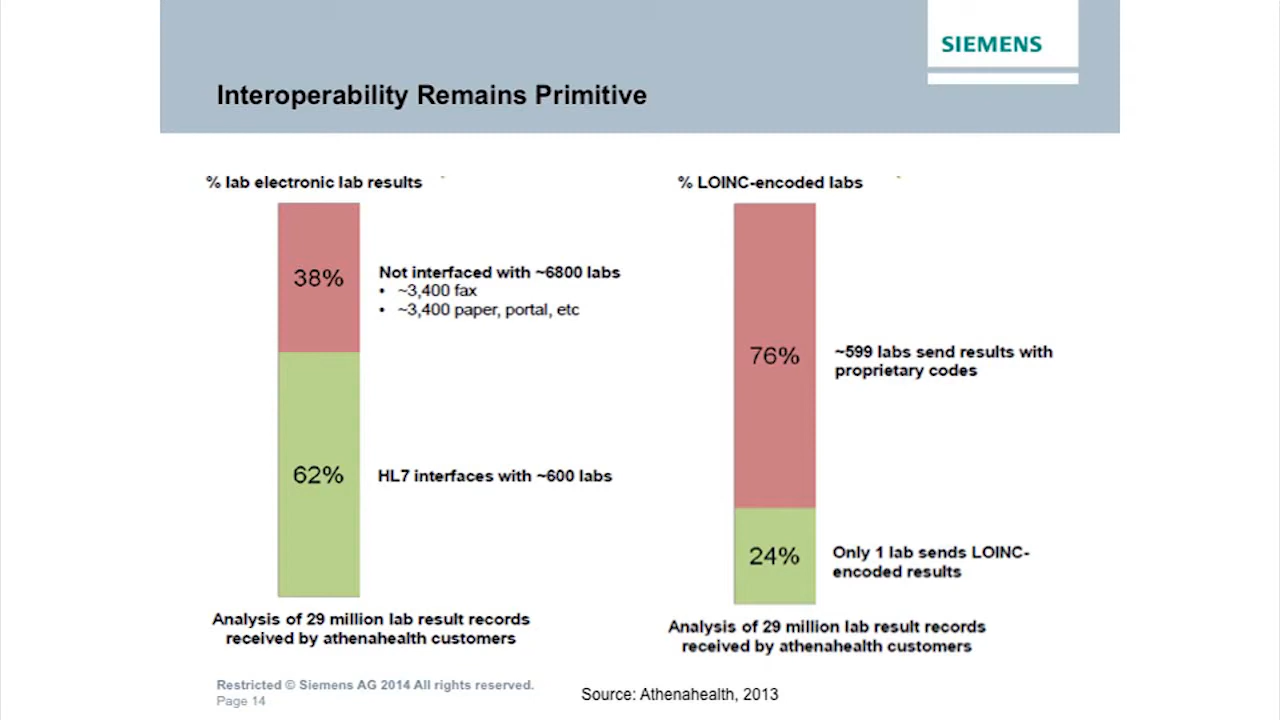 SIEMENS
Interoperability Remains Primitive
% lab electronic lab results
38%
Not interfaced with ~6800 labs
• ~3,400 fax
• ~3,400 paper, portal, etc
62%
HL7 interfaces with ~600 labs
Analysis of 29 million lab result records
received by athenahealth customers
% LOINC-encoded labs
76%
~599 labs send results with
proprietary codes
24%
Only 1 lab sends LOINC-
encoded results
Analysis of 29 million lab result records
received by athenahealth customers
Restricted © Siemens AG 2014 All rights reserved.
Page 14
Source: Athenahealth, 2013